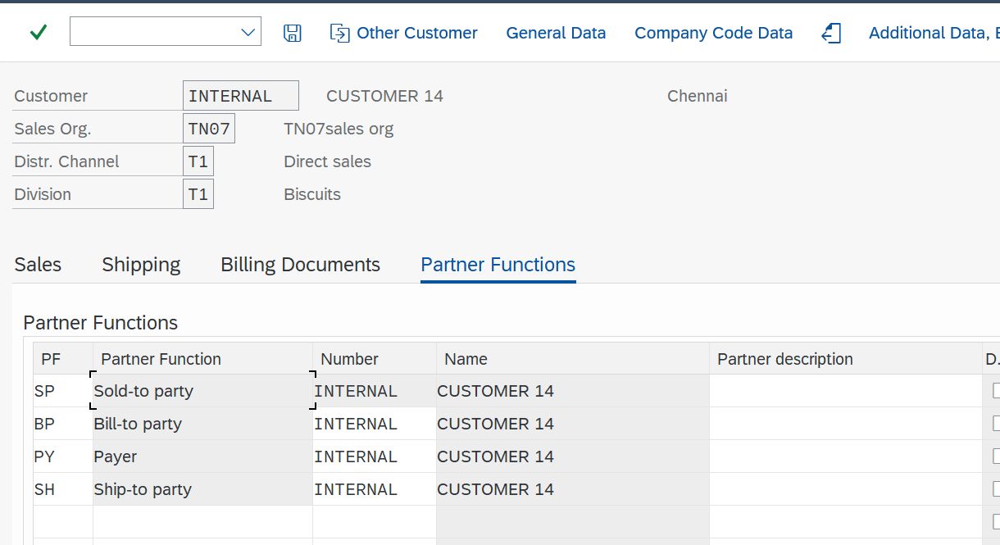 Other Customer General Data Company Code Data Additional Data, E
Customer INTERNAL CUSTOMER 14 Chennai
Sales Org. TN07 TN07sales org
Distr. Channel T1 Direct sales
Division T1 Biscuits
Sales Shipping Billing Documents Partner Functions
Partner Functions
PF Partner Function Number Name Partner description D.
SP Sold-to party INTERNAL CUSTOMER 14
BP Bill-to party INTERNAL CUSTOMER 14
PY Payer INTERNAL CUSTOMER 14
SH Ship-to party INTERNAL CUSTOMER 14